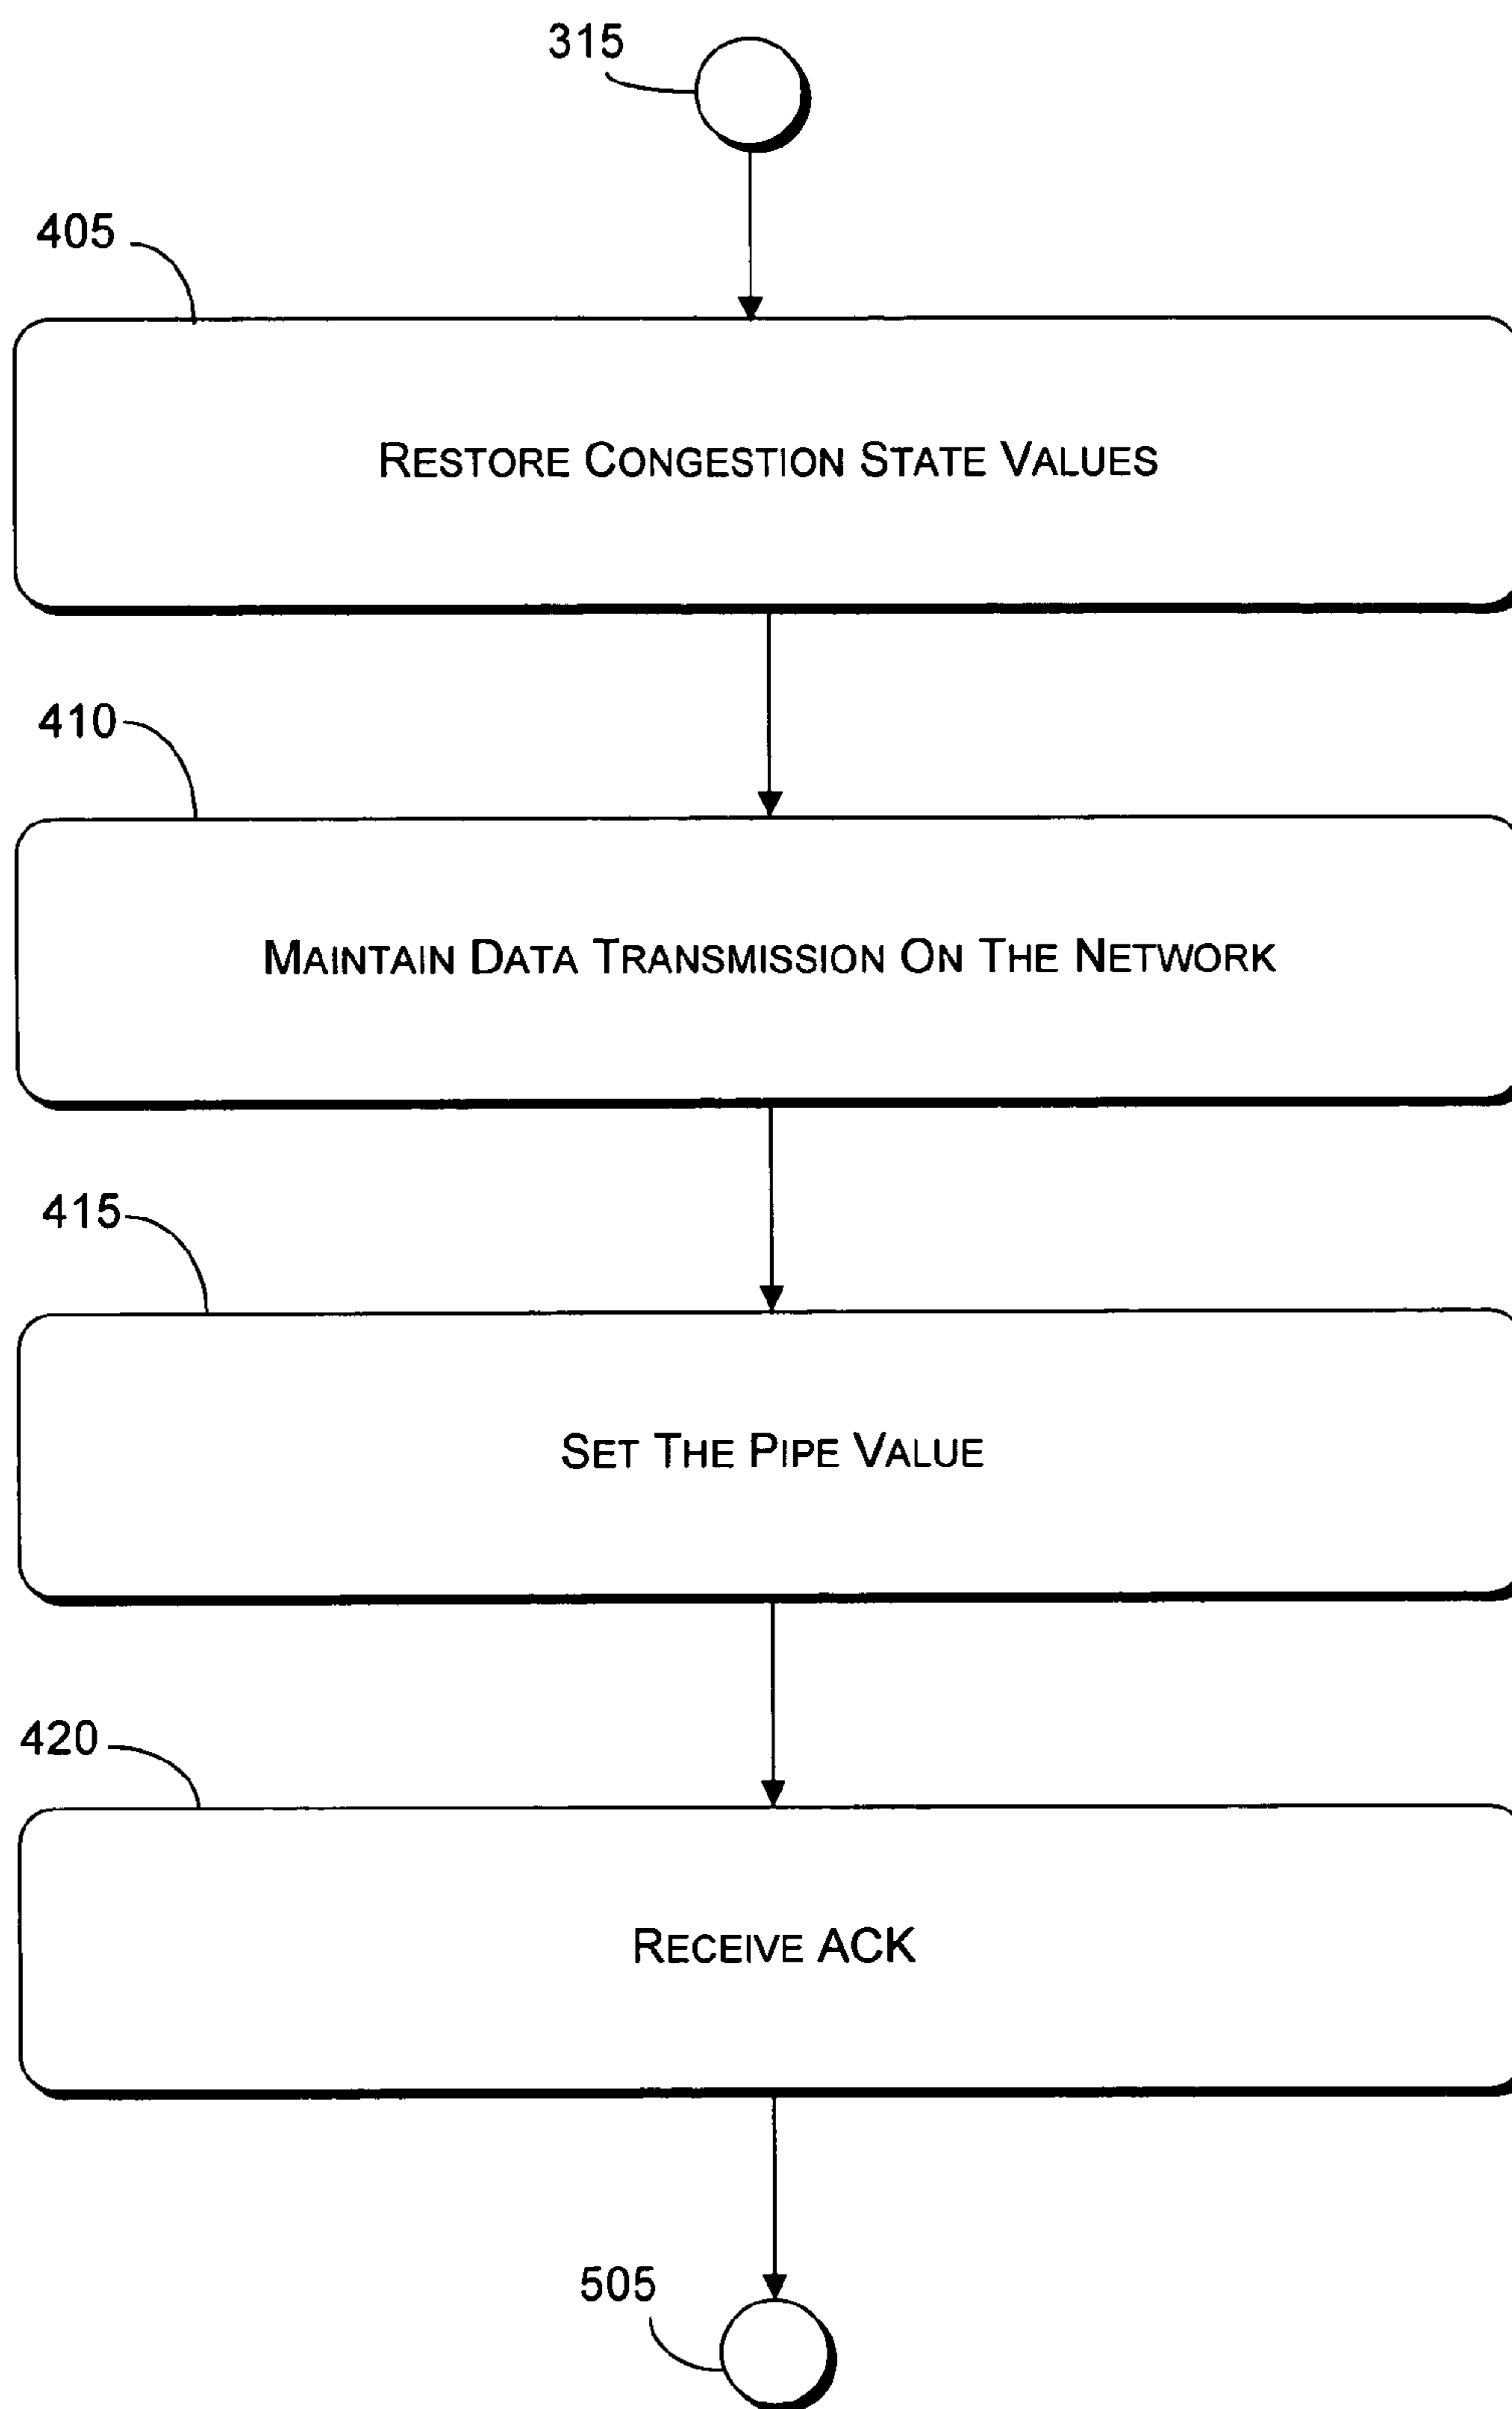 315
405
RESTORE CONGESTION STATE VALUES
410
MAINTAIN DATA TRANSMISSION ON THE NETWORK
415
SET THE PIPE VALUE
420
RECEIVE ACK
505